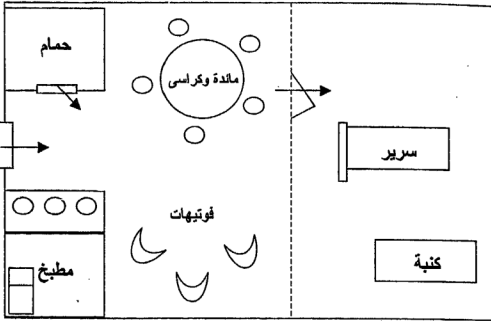 حمام
مائدة وكراسى
سرير
فوتيهات
كنبة
مطبخ